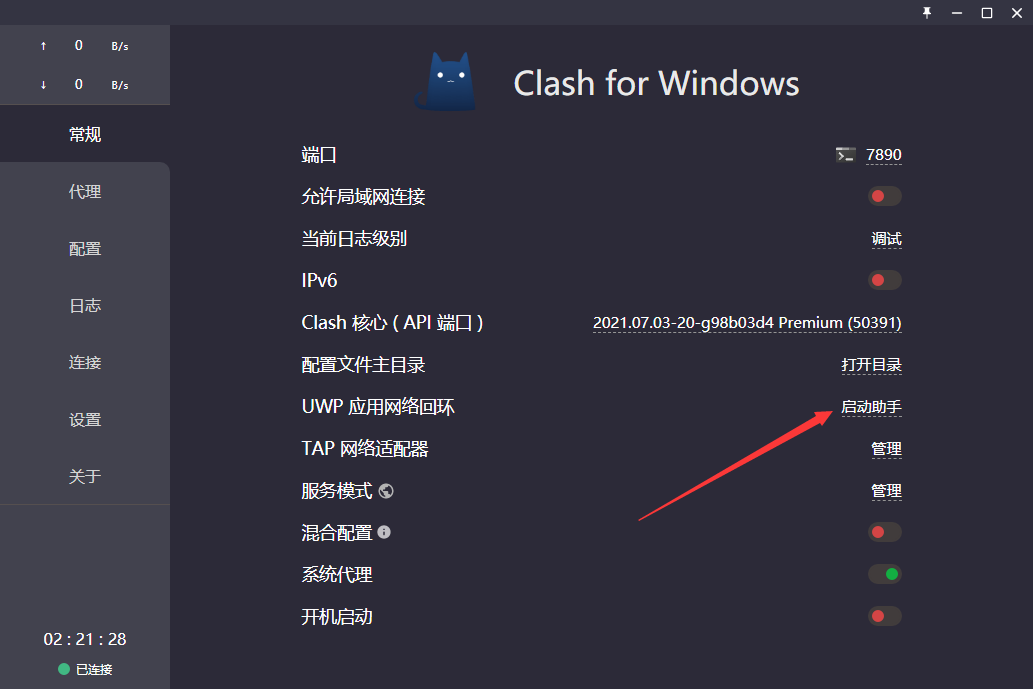 ↑ 0 B/s
↓ 0 B/s
常规
代理
配置
日志
连接
设置
关于
02 : 21 : 28
已连接
Clash for Windows
端口 7890
允许局域网连接
当前日志级别 调试
IPv6
Clash 核心 ( API 端口 ) 2021.07.03-20-g98b03d4 Premium (50391)
配置文件主目录 打开目录
UWP 应用网络回环 启动助手
TAP 网络适配器 管理
服务模式 管理
混合配置
系统代理
开机启动